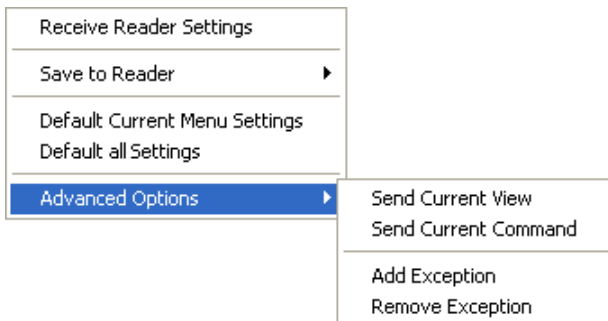 Receive Reader Settings
Save to Reader
Default Current Menu Settings
Default all Settings
Advanced Options
Send Current View
Send Current Command
Add Exception
Remove Exception